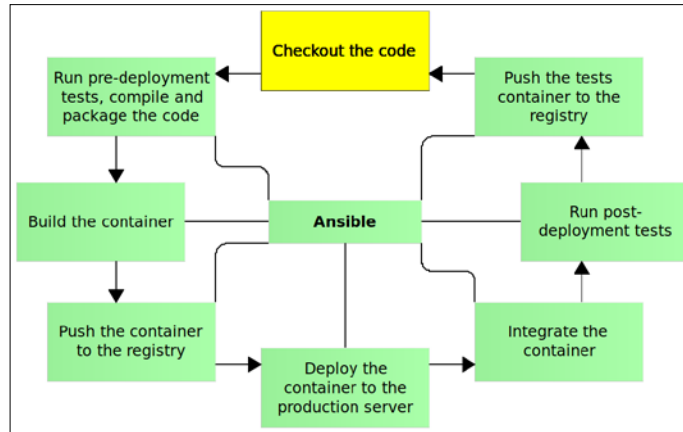 Checkout the code
Run pre-deployment
tests, compile and
package the code
Push the tests
container to the
registry
Build the container
Ansible
Run post-
deployment tests
Push the container
to the registry
Deploy the
container to the
production server
Integrate the
container